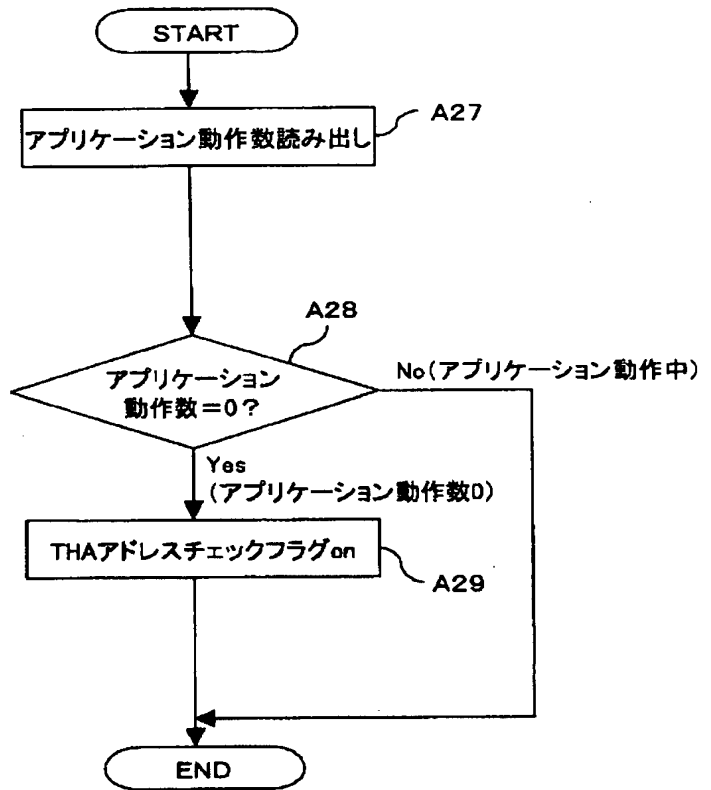 START
アプリケーション動作数読み出し
A27
A28
アプリケーション
動作数=0?
No(アプリケーション動作中)
Yes
(アプリケーション動作数0)
THAアドレスチェックフラグon
A29
END